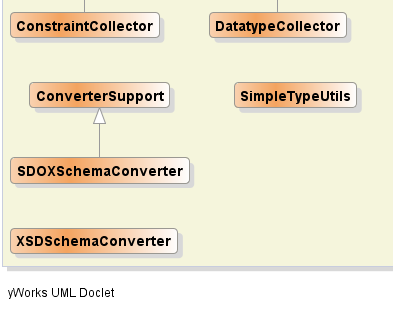 ConstraintCollector
DatatypeCollector
ConverterSupport
SimpleTypeUtils
SDOXSchemaConverter
XSDSchemaConverter
yWorks UML Doclet